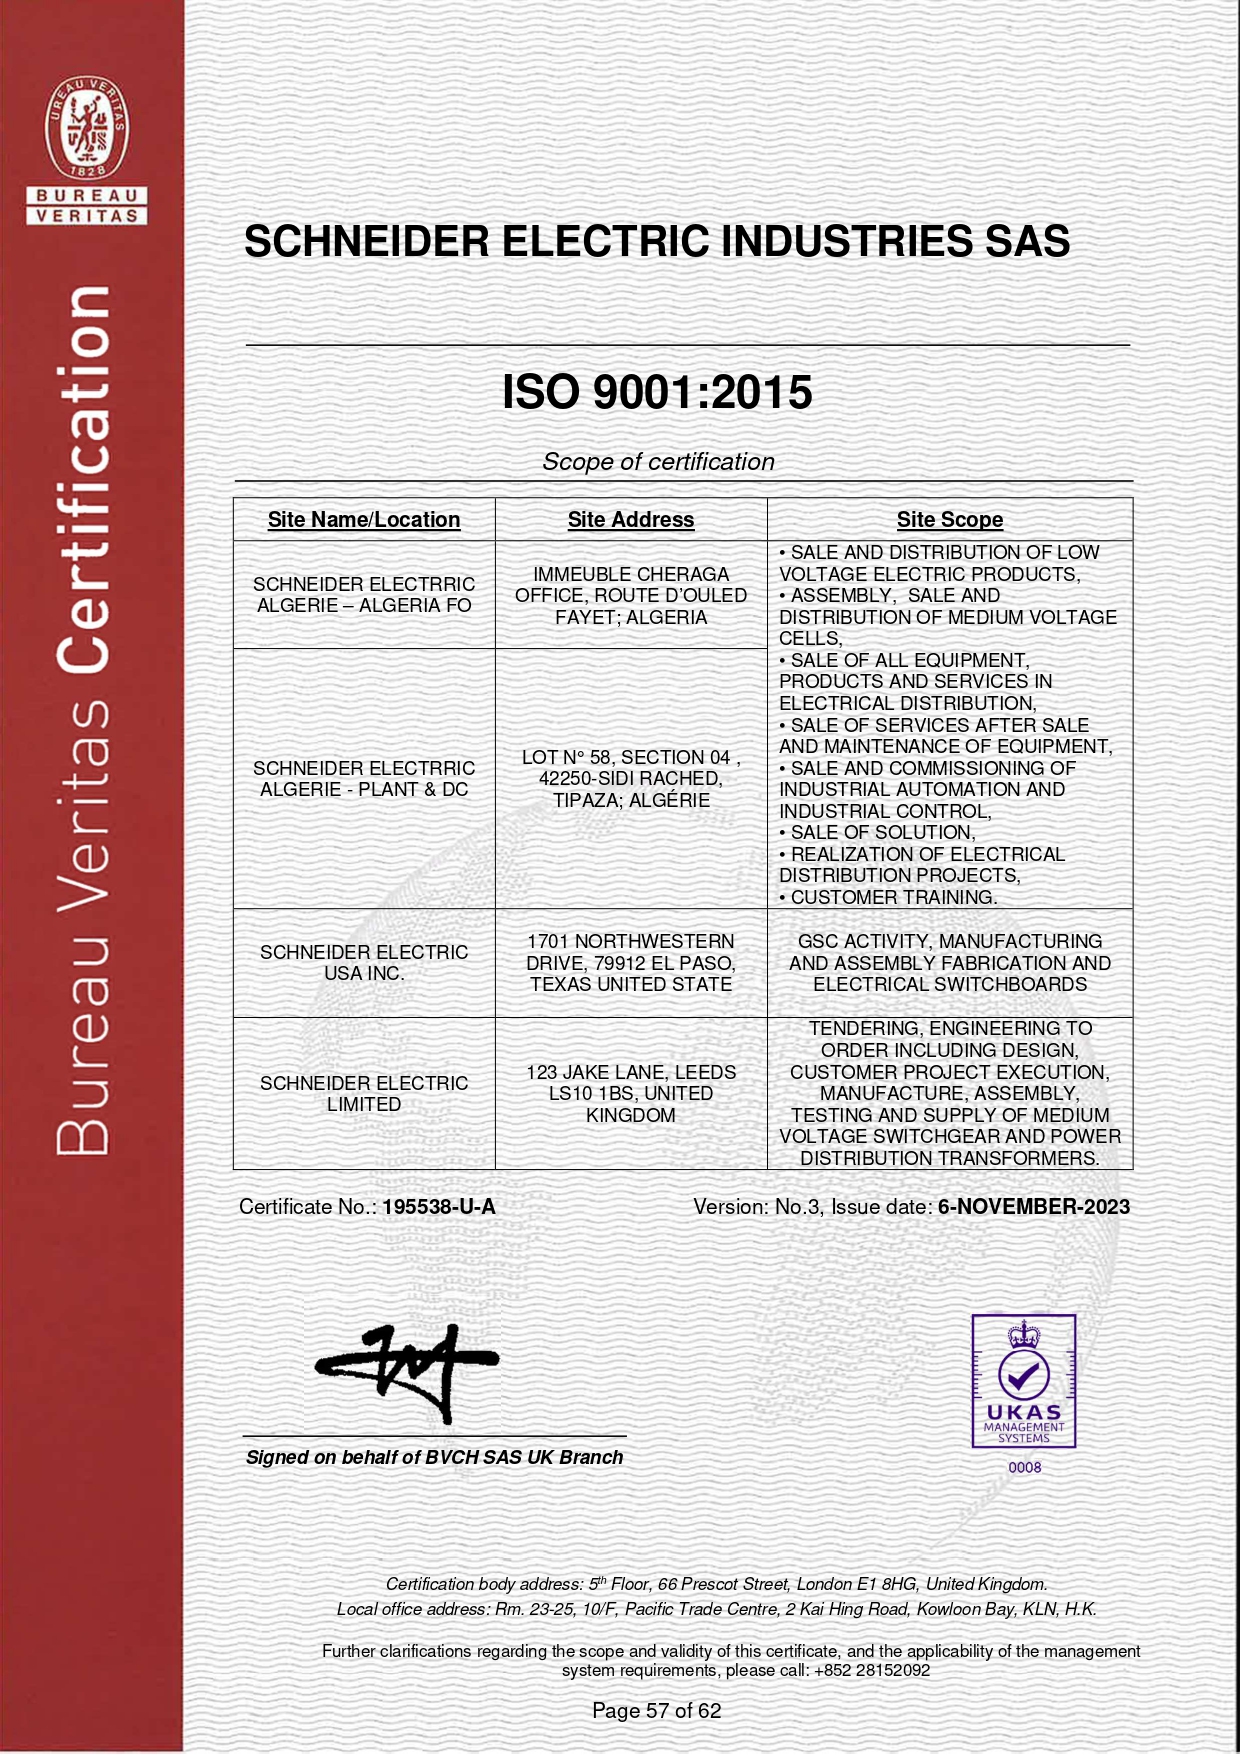 BUREAU VERITAS
1828
BUREAU
VERITAS
Bureau Veritas Certification
SCHNEIDER ELECTRIC INDUSTRIES SAS
ISO 9001:2015
Scope of certification
Site Name/Location
Site Address
Site Scope
SCHNEIDER ELECTRRIC
ALGERIE – ALGERIA FO
IMMEUBLE CHERAGA
OFFICE, ROUTE D'OULED
FAYET; ALGERIA
• SALE AND DISTRIBUTION OF LOW
VOLTAGE ELECTRIC PRODUCTS,
• ASSEMBLY, SALE AND
DISTRIBUTION OF MEDIUM VOLTAGE
CELLS,
• SALE OF ALL EQUIPMENT,
PRODUCTS AND SERVICES IN
ELECTRICAL DISTRIBUTION,
• SALE OF SERVICES AFTER SALE
AND MAINTENANCE OF EQUIPMENT,
• SALE AND COMMISSIONING OF
INDUSTRIAL AUTOMATION AND
INDUSTRIAL CONTROL,
• SALE OF SOLUTION,
• REALIZATION OF ELECTRICAL
DISTRIBUTION PROJECTS,
• CUSTOMER TRAINING.
SCHNEIDER ELECTRRIC
ALGERIE - PLANT & DC
LOT N° 58, SECTION 04 ,
42250-SIDI RACHED,
TIPAZA; ALGÉRIE
SCHNEIDER ELECTRIC
USA INC.
1701 NORTHWESTERN
DRIVE, 79912 EL PASO,
TEXAS UNITED STATE
GSC ACTIVITY, MANUFACTURING
AND ASSEMBLY FABRICATION AND
ELECTRICAL SWITCHBOARDS
SCHNEIDER ELECTRIC
LIMITED
123 JAKE LANE, LEEDS
LS10 1BS, UNITED
KINGDOM
TENDERING, ENGINEERING TO
ORDER INCLUDING DESIGN,
CUSTOMER PROJECT EXECUTION,
MANUFACTURE, ASSEMBLY,
TESTING AND SUPPLY OF MEDIUM
VOLTAGE SWITCHGEAR AND POWER
DISTRIBUTION TRANSFORMERS.
Certificate No.: 195538-U-A
Version: No.3, Issue date: 6-NOVEMBER-2023
UKAS
MANAGEMENT
SYSTEMS
0008
Signed on behalf of BVCH SAS UK Branch
Certification body address: 5th Floor, 66 Prescot Street, London E1 8HG, United Kingdom.
Local office address: Rm. 23-25, 10/F, Pacific Trade Centre, 2 Kai Hing Road, Kowloon Bay, KLN, H.K.
Further clarifications regarding the scope and validity of this certificate, and the applicability of the management
system requirements, please call: +852 28152092
Page 57 of 62